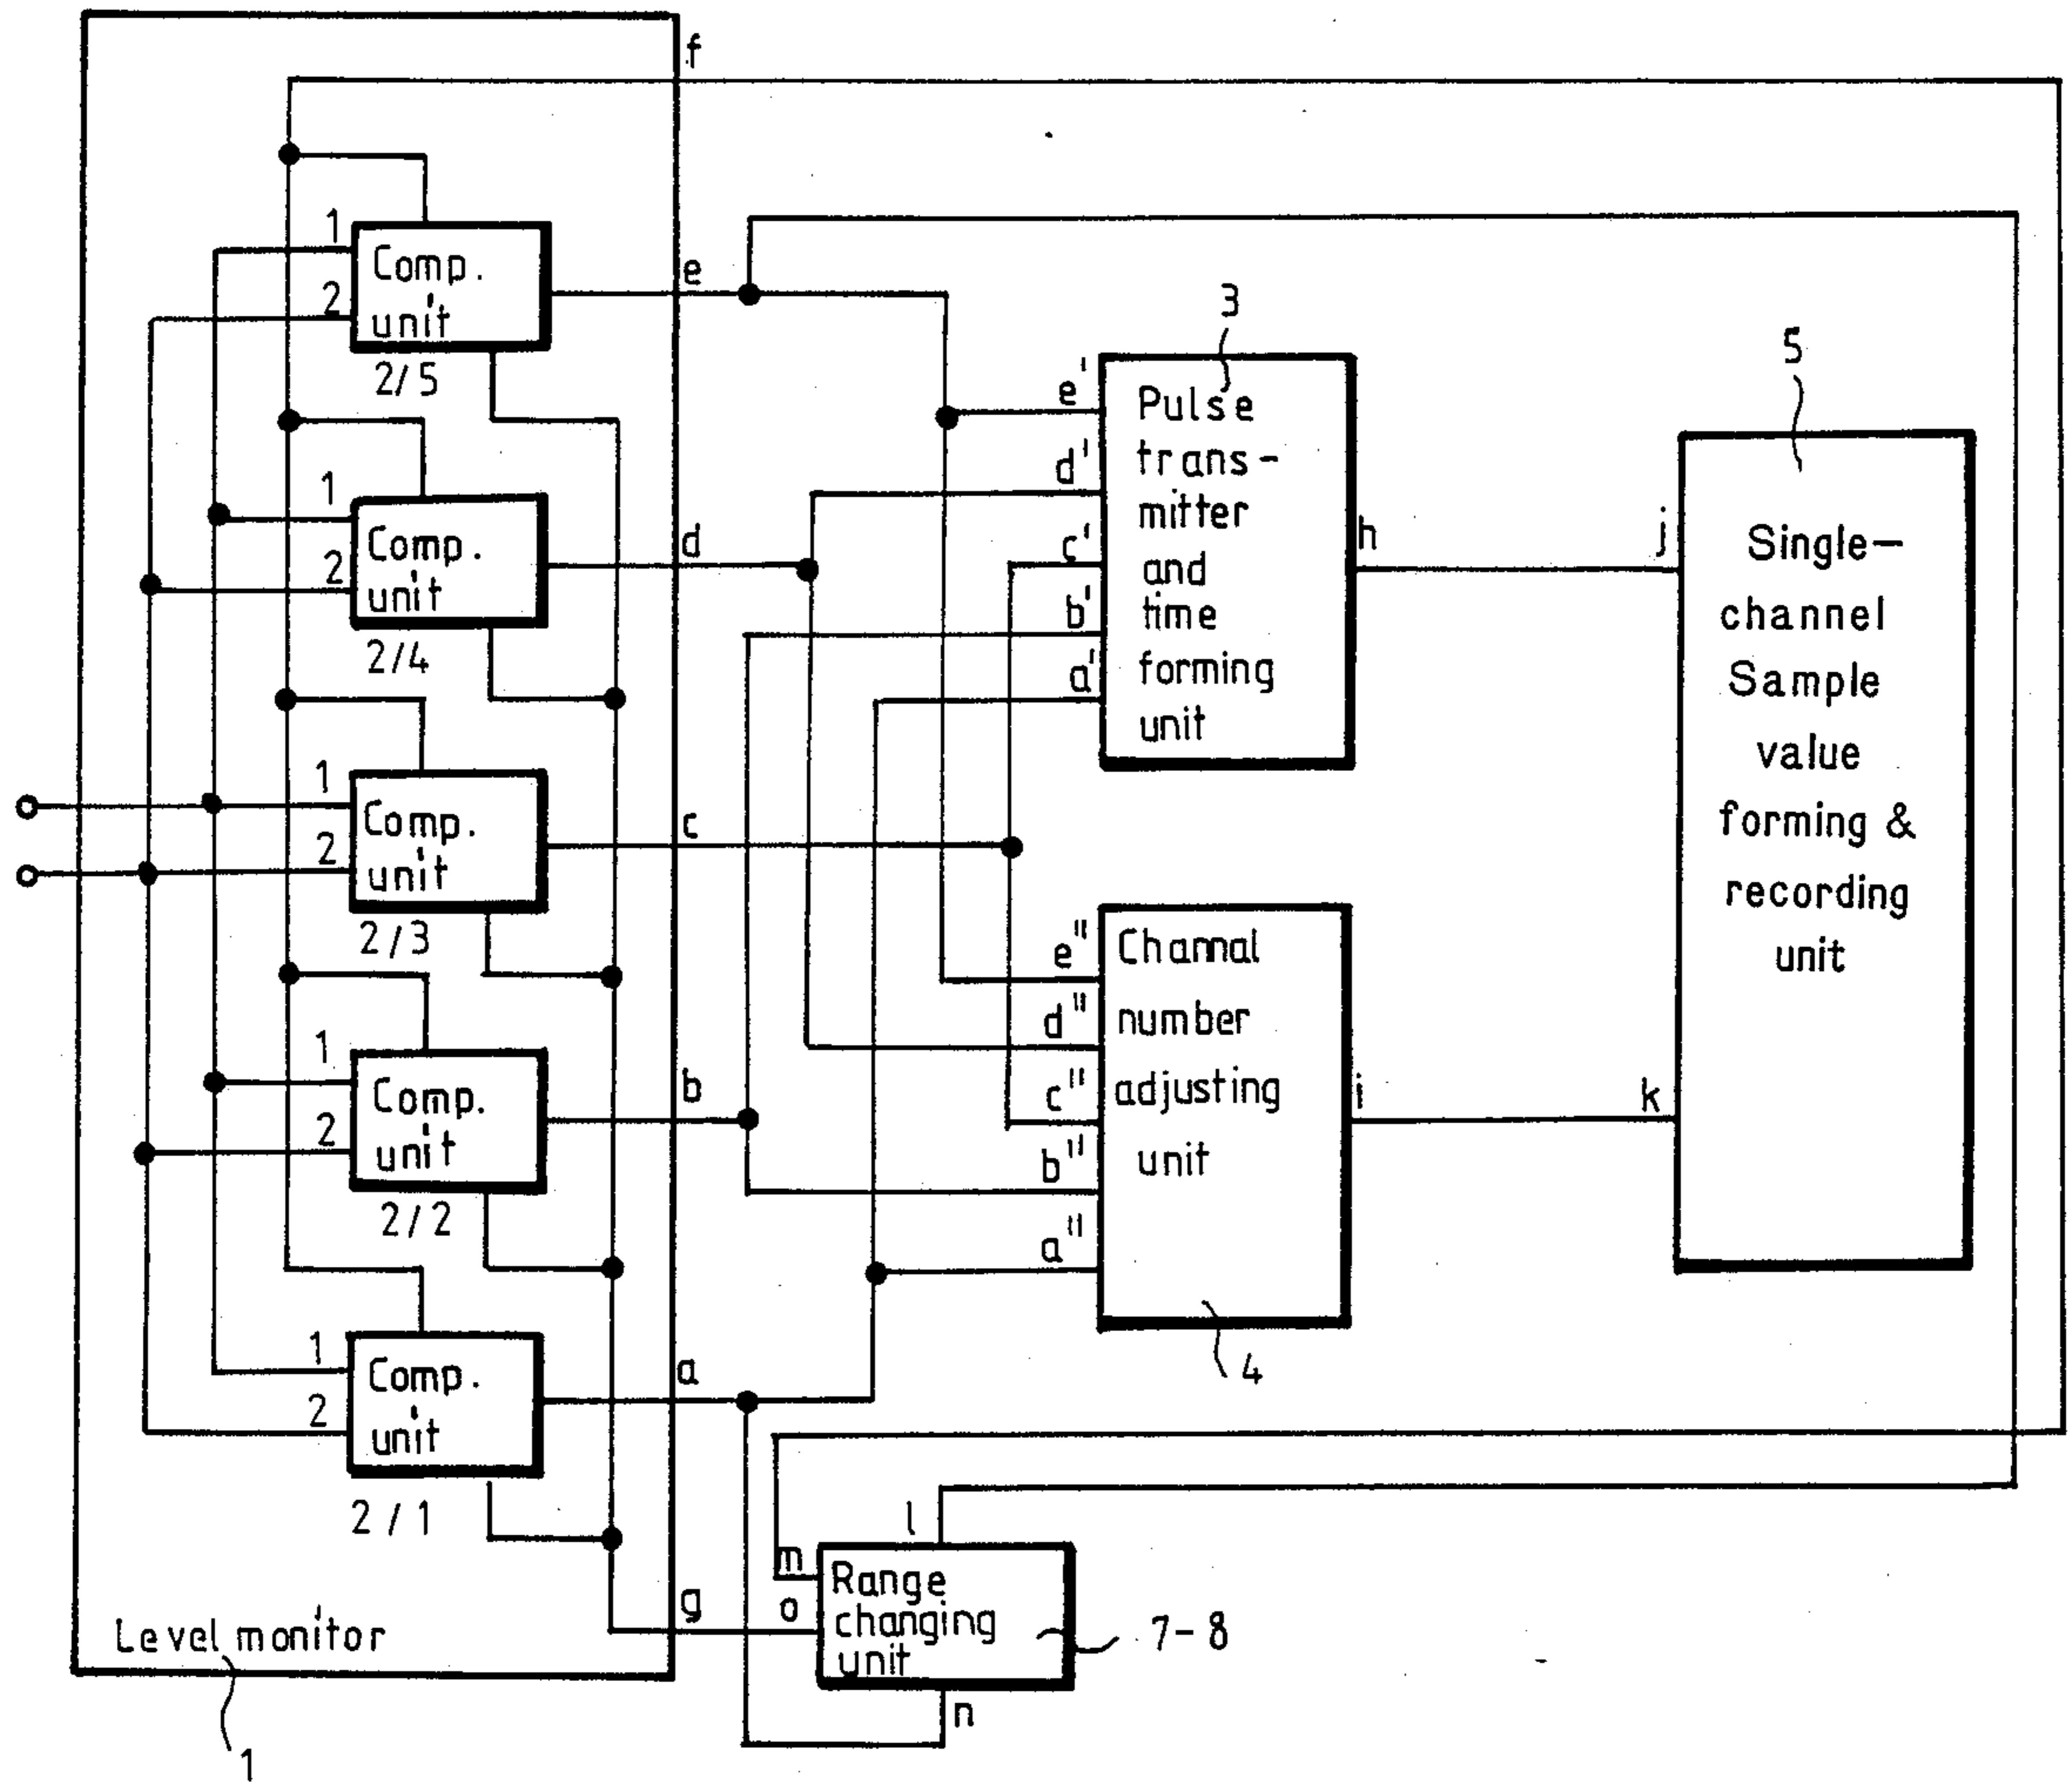 f
1
Comp.
2
unit
2/5
e
3
5
e'
Pulse
d'
trans-
mitter
c'
and
b'
time
a'
forming
unit
h
j
Single-
channel
Sample
value
forming &
recording
unit
1
Comp.
2
unit
2/4
d
1
Comp.
2
unit
2/3
c
e"
Channal
d"
number
c"
adjusting
b"
unit
a"
i
k
4
1
Comp.
2
unit
2/2
b
1
Comp.
2
unit
2/1
a
l
m
Range
o
changing
unit
g
n
7-8
Level monitor
1